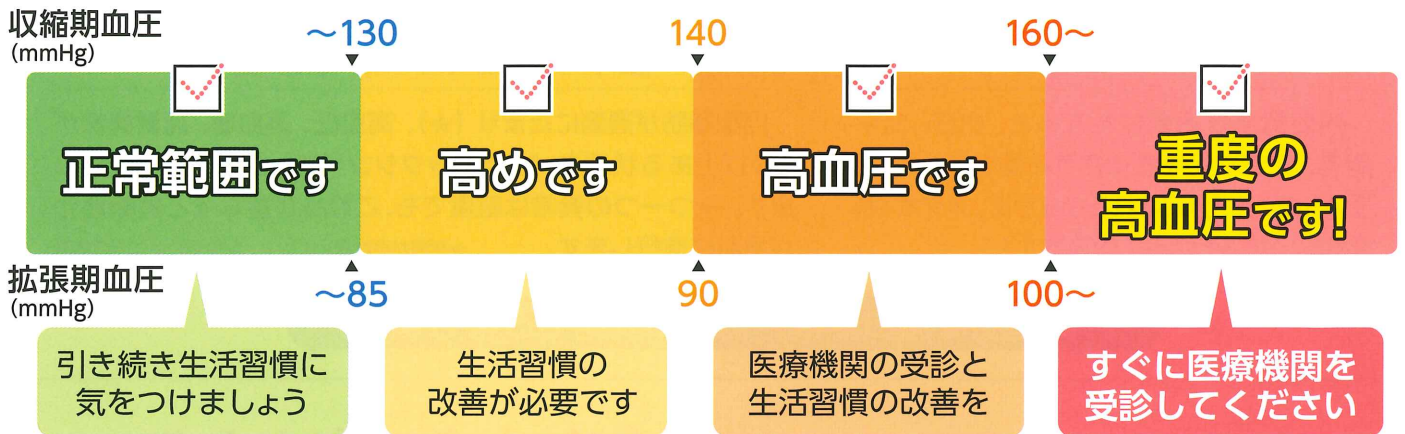 収縮期血圧
(mmHg)
～130
140
160～
正常範囲です
高めです
高血圧です
重度の
高血圧です!
拡張期血圧
(mmHg)
～85
90
100～
引き続き生活習慣に
気をつけましょう
生活習慣の
改善が必要です
医療機関の受診と
生活習慣の改善を
すぐに医療機関を
受診してください